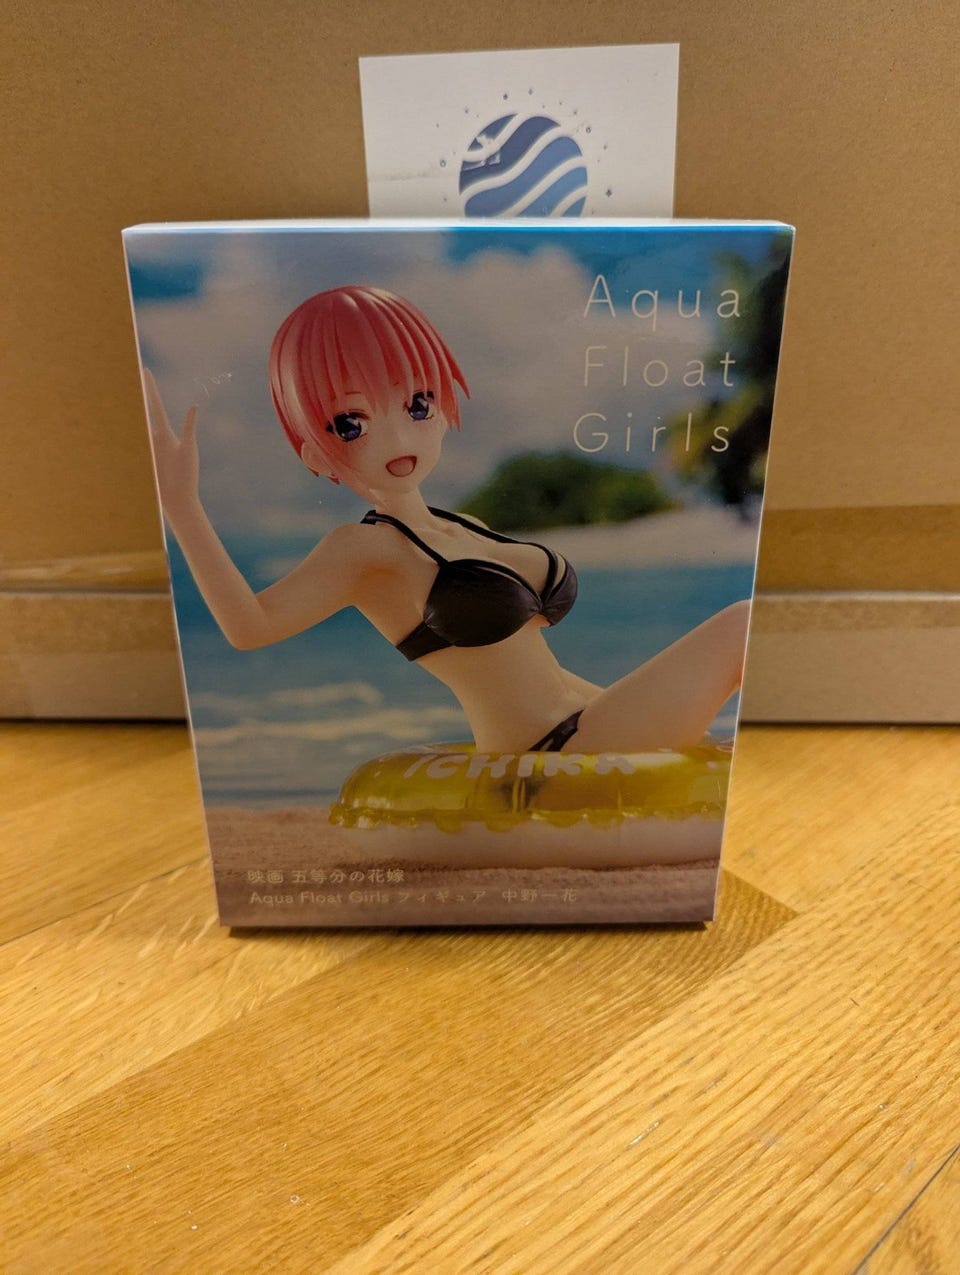 Aqua
Float
Girls
ICHIKA
映画 五等分の花嫁
Aqua Float Girls フィギュア 中野一花